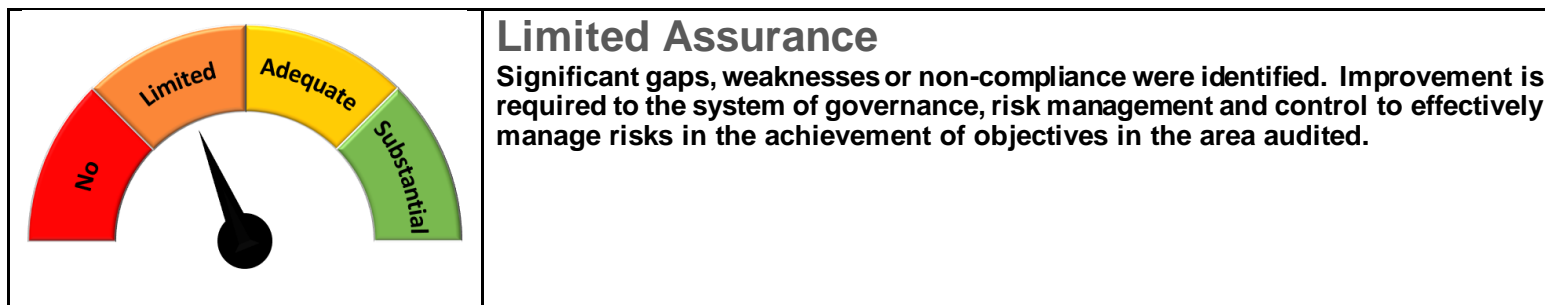 No
Limited
Adequate
Substantial
Limited Assurance
Significant gaps, weaknesses or non-compliance were identified. Improvement is
required to the system of governance, risk management and control to effectively
manage risks in the achievement of objectives in the area audited.